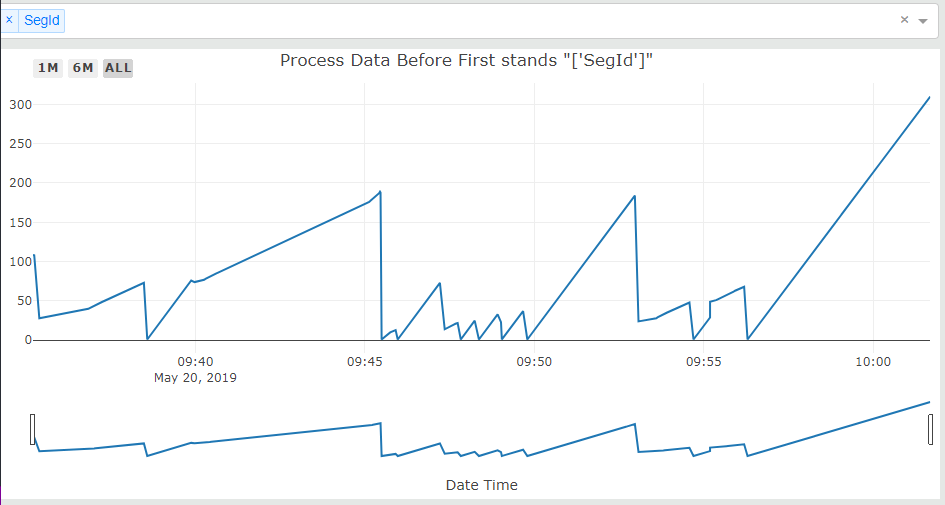 × SegId × 
Process Data Before First stands "['SegId']"
1M 6M ALL
300
250
200
150
100
50
0
09:40 09:45 09:50 09:55 10:00
May 20, 2019
Date Time